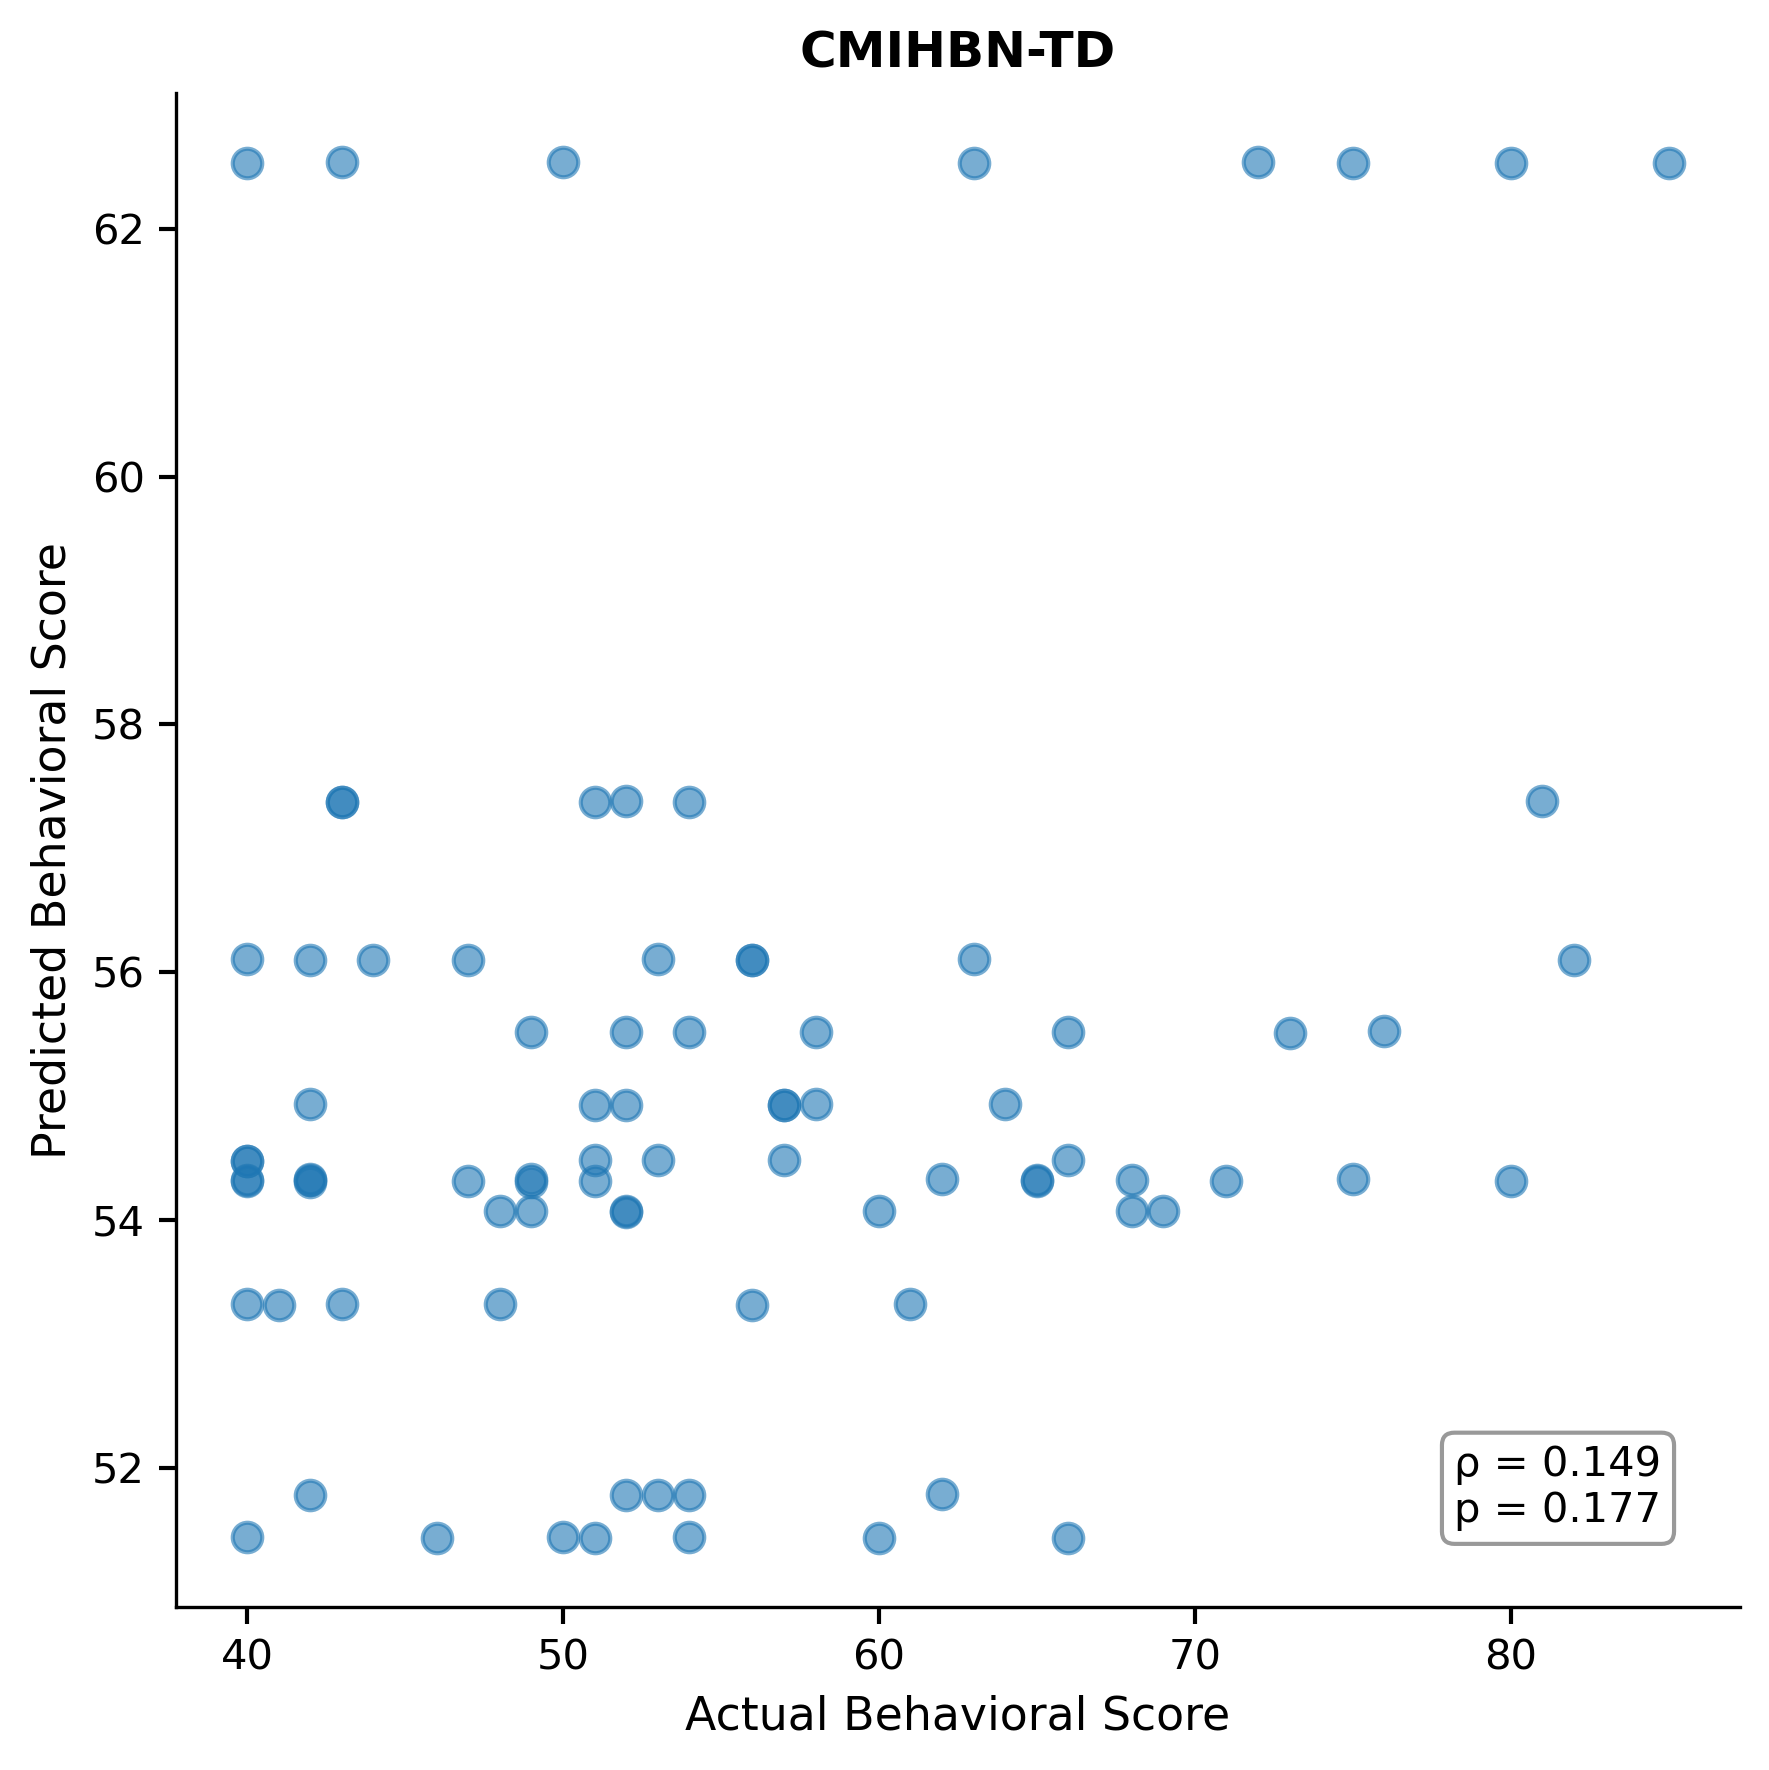 CMIHBN-TD
Predicted Behavioral Score
62
60
58
56
54
52
40
50
60
70
80
Actual Behavioral Score
ρ = 0.149
p = 0.177